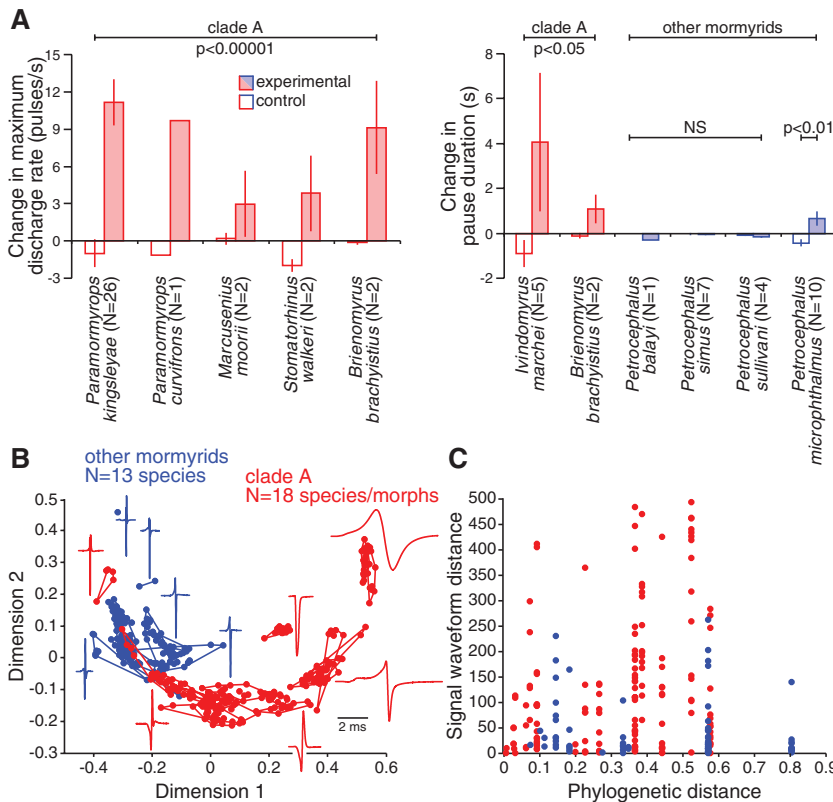 A
clade A
p<0.00001
Change in maximum
discharge rate (pulses/s)
15
12
9
6
3
0
-3
experimental
control
Paramormyrops
kingsleyae (N=26)
Paramormyrops
curvifrons (N=1)
Marcusenius
moorii (N=2)
Stomatorhinus
walkeri (N=2)
Brienomyrus
brachyistius (N=2)
clade A
p<0.05
other mormyrids
NS
p<0.01
Change in
pause duration (s)
8
6
4
2
0
-2
Ivindomyrus
marchei (N=5)
Brienomyrus
brachyistius (N=2)
Petrocephalus
balayi (N=1)
Petrocephalus
simus (N=7)
Petrocephalus
sullivani (N=4)
Petrocephalus
microphthalmus (N=10)
B
other mormyrids
N=13 species
clade A
N=18 species/morphs
Dimension 2
0.5
0.4
0.3
0.2
0.1
0
-0.1
-0.2
-0.3
2 ms
-0.4 -0.2 0 0.2 0.4 0.6
Dimension 1
C
Signal waveform distance
500
450
400
350
300
250
200
150
100
50
0
0 0.1 0.2 0.3 0.4 0.5 0.6 0.7 0.8 0.9
Phylogenetic distance